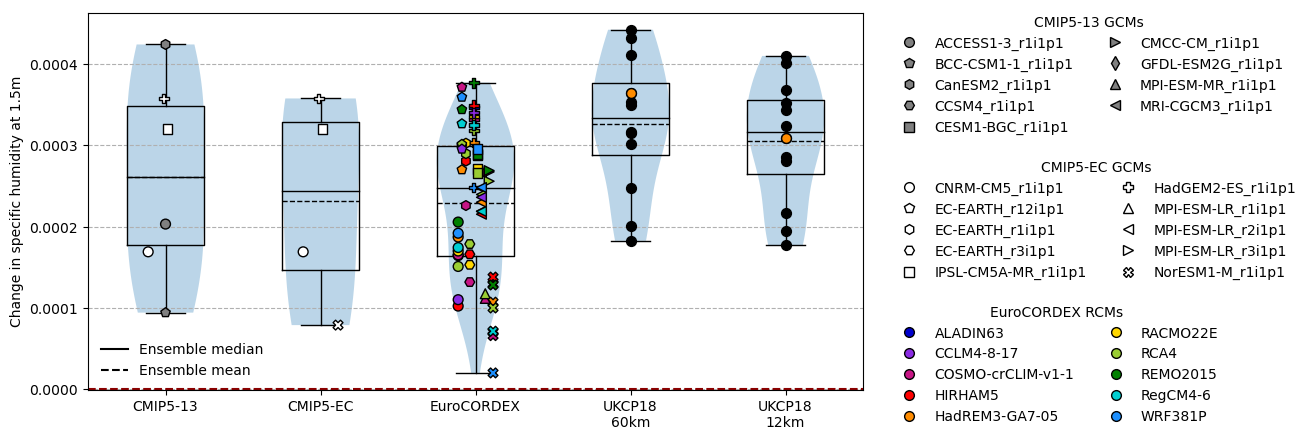 Change in specific humidity at 1.5m
0.0004
0.0003
0.0002
0.0001
0.0000
Ensemble median
Ensemble mean
CMIP5-13
CMIP5-EC
EuroCORDEX
UKCP18
60km
UKCP18
12km
CMIP5-13 GCMs
ACCESS1-3_r1i1p1
BCC-CSM1-1_r1i1p1
CanESM2_r1i1p1
CCSM4_r1i1p1
CESM1-BGC_r1i1p1
CMCC-CM_r1i1p1
GFDL-ESM2G_r1i1p1
MPI-ESM-MR_r1i1p1
MRI-CGCM3_r1i1p1
CMIP5-EC GCMs
CNRM-CM5_r1i1p1
EC-EARTH_r12i1p1
EC-EARTH_r1i1p1
EC-EARTH_r3i1p1
IPSL-CM5A-MR_r1i1p1
HadGEM2-ES_r1i1p1
MPI-ESM-LR_r1i1p1
MPI-ESM-LR_r2i1p1
MPI-ESM-LR_r3i1p1
NorESM1-M_r1i1p1
EuroCORDEX RCMs
ALADIN63
CCLM4-8-17
COSMO-crCLIM-v1-1
HIRHAM5
HadREM3-GA7-05
RACMO22E
RCA4
REMO2015
RegCM4-6
WRF381P